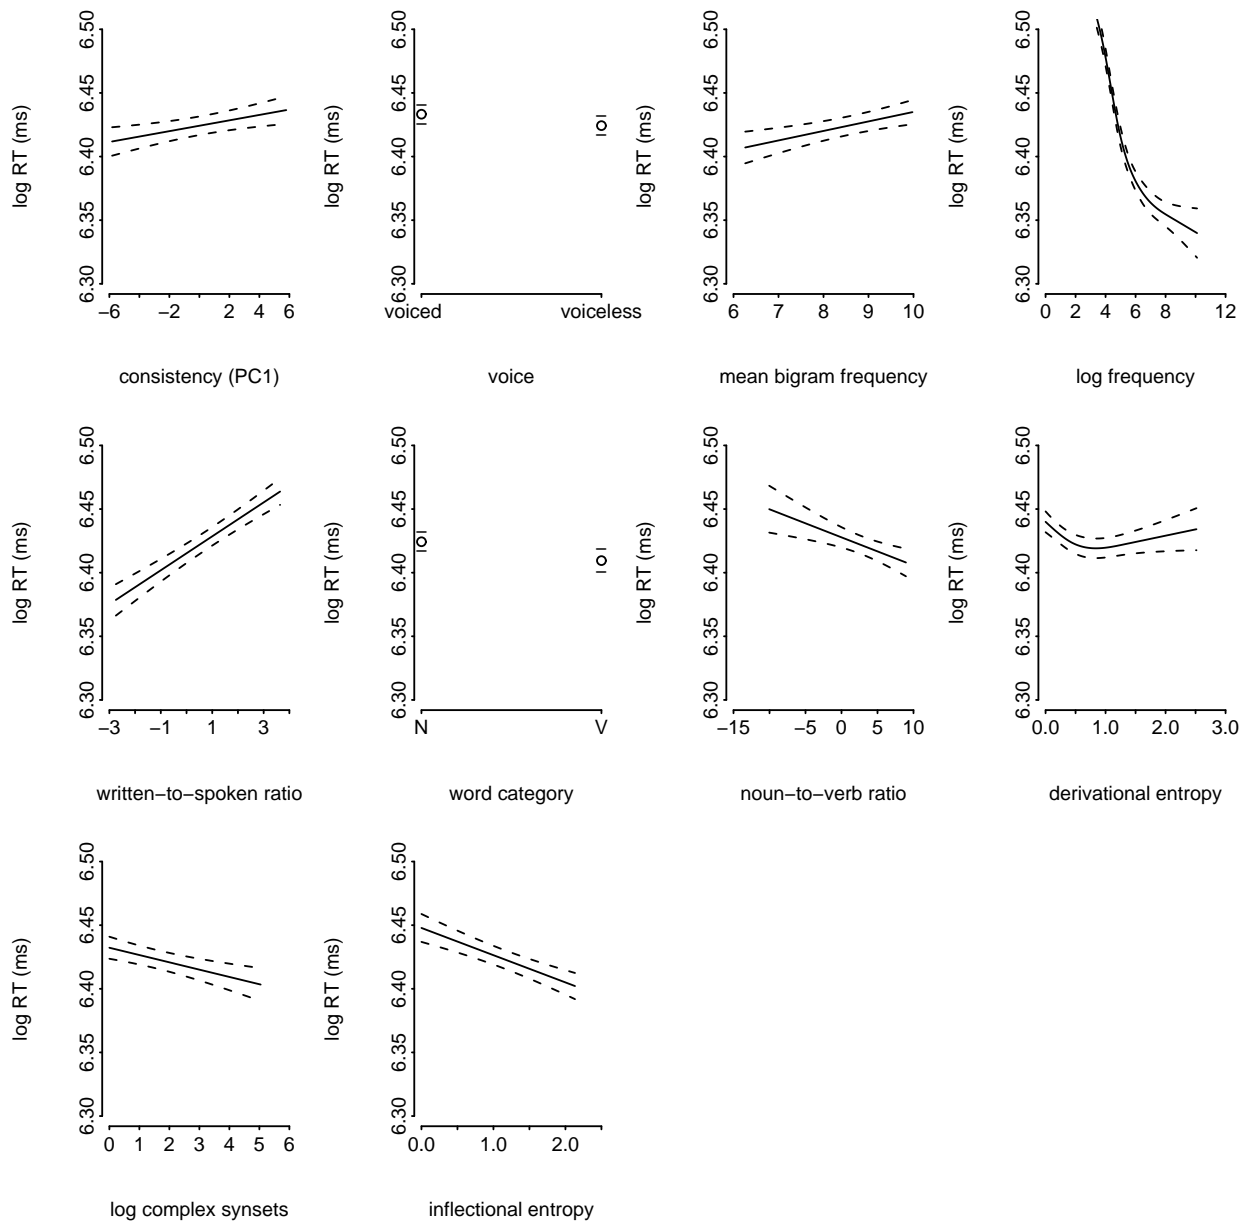 6.30 6.35 6.40 6.45 6.50
log RT (ms)
−6 −2 2 4 6
consistency (PC1)
6.30 6.35 6.40 6.45 6.50
log RT (ms)
voiced voiceless
voice
6.30 6.35 6.40 6.45 6.50
log RT (ms)
6 7 8 9 10
mean bigram frequency
6.30 6.35 6.40 6.45 6.50
log RT (ms)
0 2 4 6 8 12
log frequency
6.30 6.35 6.40 6.45 6.50
log RT (ms)
−3 −1 1 3
written−to−spoken ratio
6.30 6.35 6.40 6.45 6.50
log RT (ms)
N V
word category
6.30 6.35 6.40 6.45 6.50
log RT (ms)
−15 −5 0 5 10
noun−to−verb ratio
6.30 6.35 6.40 6.45 6.50
log RT (ms)
0.0 1.0 2.0 3.0
derivational entropy
6.30 6.35 6.40 6.45 6.50
log RT (ms)
0 1 2 3 4 5 6
log complex synsets
6.30 6.35 6.40 6.45 6.50
log RT (ms)
0.0 1.0 2.0
inflectional entropy